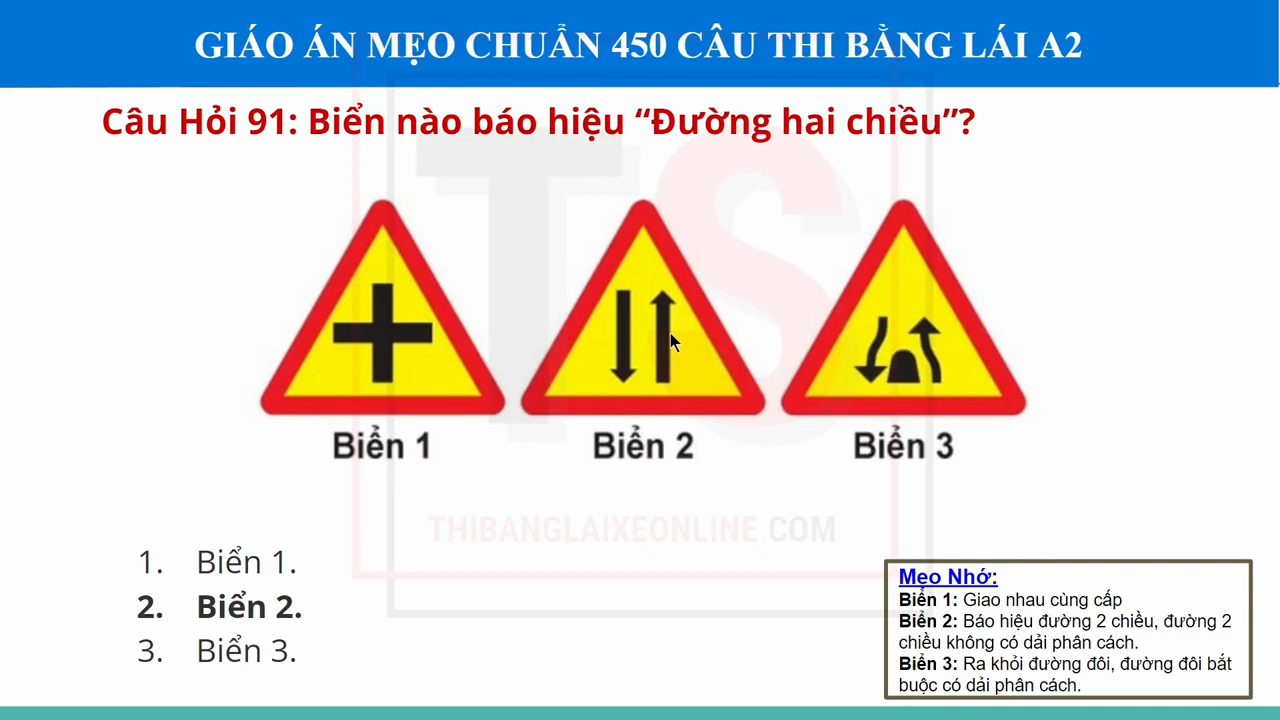 GIÁO ÁN MẸO CHUẨN 450 CÂU THI BẰNG LÁI A2
Câu Hỏi 91: Biển nào báo hiệu “Đường hai chiều”?
Biển 1 Biển 2 Biển 3
TS
THIBANGLAIXEONLINE.COM
1. Biển 1.
2. Biển 2.
3. Biển 3.
Mẹo Nhớ:
Biển 1: Giao nhau cùng cấp
Biển 2: Báo hiệu đường 2 chiều, đường 2
chiều không có dải phân cách.
Biển 3: Ra khỏi đường đôi, đường đôi bắt
buộc có dải phân cách.